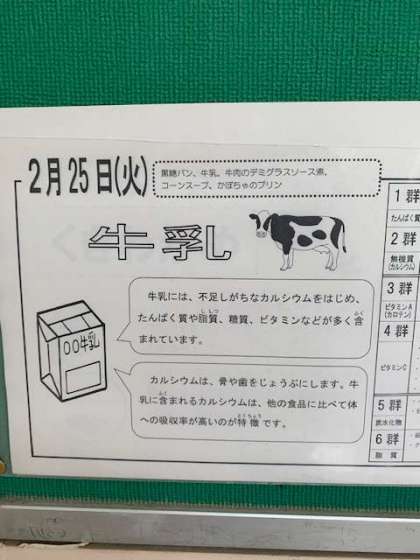 2月25日(火)
黒糖パン、牛乳、牛肉のデミグラスソース煮、
コーンスープ、かぼちゃのプリン
牛乳
牛乳には、不足しがちなカルシウムをはじめ、
たんぱく質や脂質、糖質、ビタミンなどが多く含
まれています。
〇〇牛乳
カルシウムは、骨や歯をじょうぶにします。牛
乳に含まれるカルシウムは、他の食品に比べて体
への吸収率が高いのが特徴です。
1群
たんぱく質
2群
無機質
(カルシウム)
3群
ビタミンA
(カロテン)
4群
ビタミンC
5群
炭水化物
6群
脂質